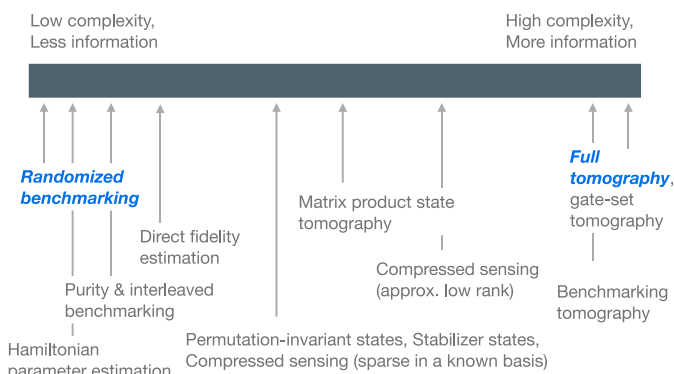 Low complexity,
Less information
High complexity,
More information
Randomized
benchmarking
Full
tomography,
gate-set
tomography
Matrix product state
tomography
Direct fidelity
estimation
Compressed sensing
(approx. low rank)
Purity & interleaved
benchmarking
Benchmarking
tomography
Permutation-invariant states, Stabilizer states,
Compressed sensing (sparse in a known basis)
Hamiltonian
parameter estimation